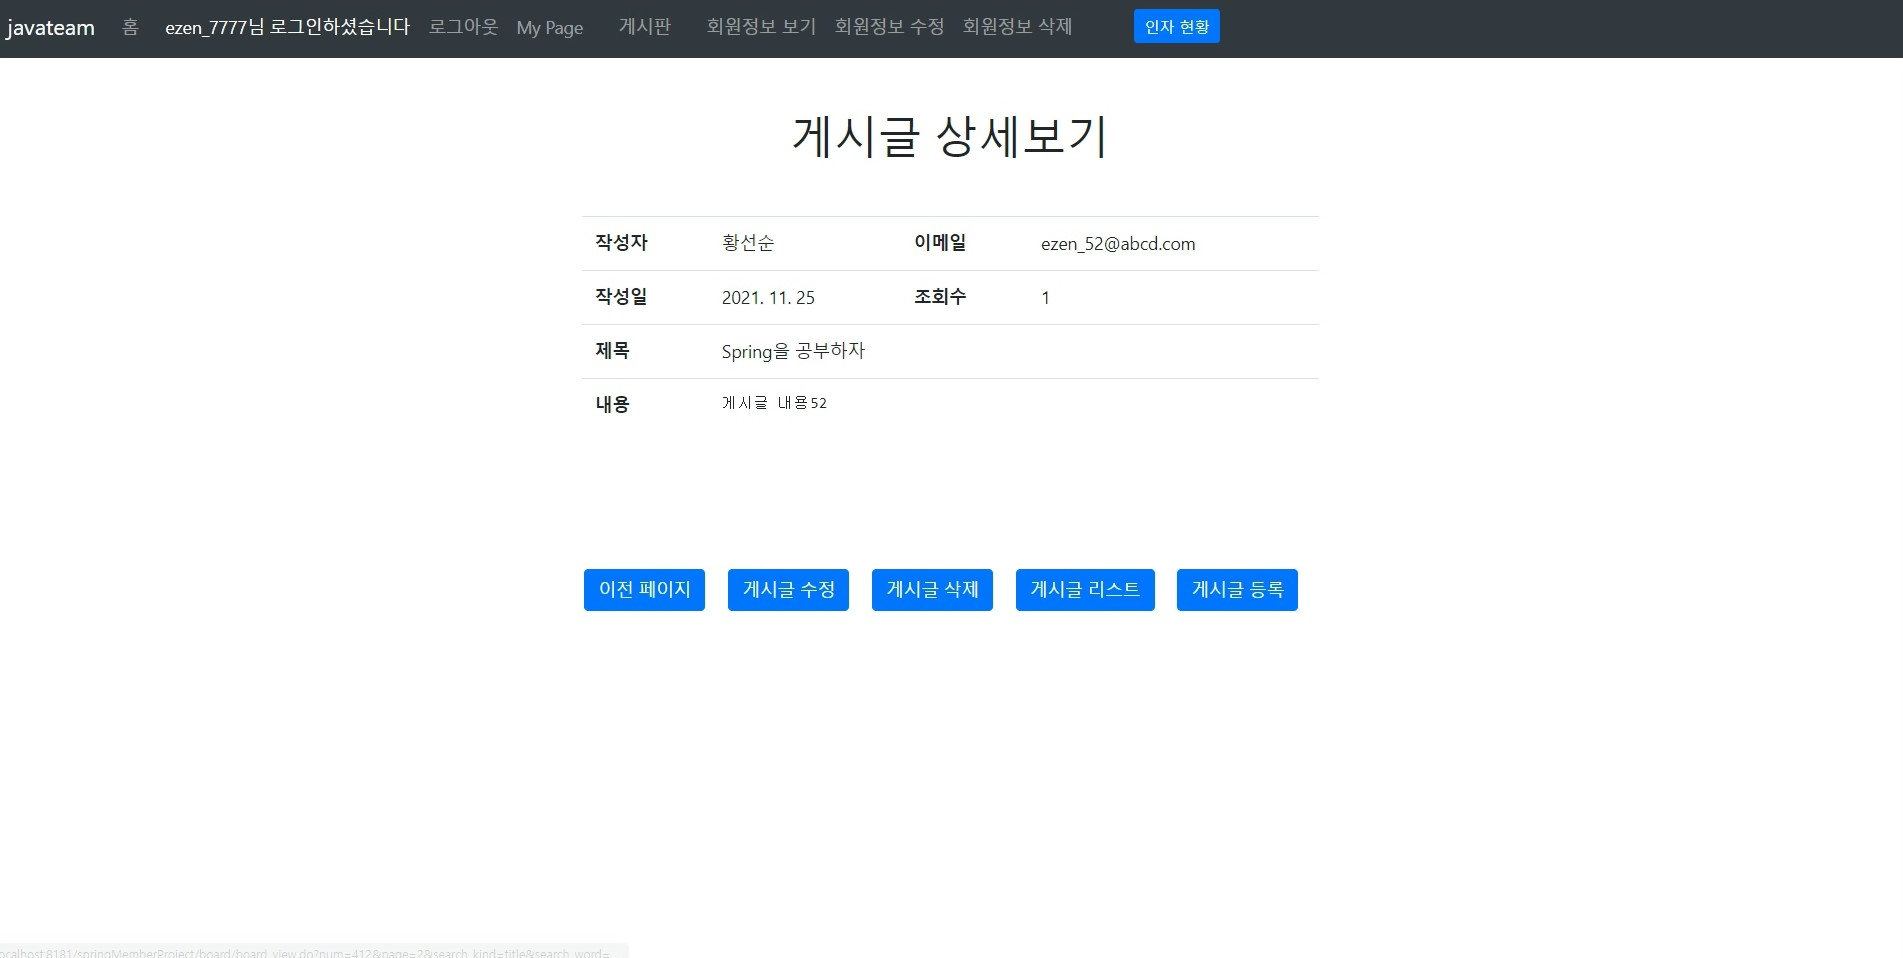 javateam 홈 ezen_7777님 로그인하셨습니다 로그아웃 My Page 게시판 회원정보 보기 회원정보 수정 회원정보 삭제 인자 현황
게시글 상세보기
작성자 황선순 이메일 ezen_52@abcd.com
작성일 2021. 11. 25 조회수 1
제목 Spring을 공부하자
내용 게시글 내용52
이전 페이지 게시글 수정 게시글 삭제 게시글 리스트 게시글 등록
ocalhost:8181/springMemberProject/board/board_view.do?num=412&page=2&search_kind=title&search_word=